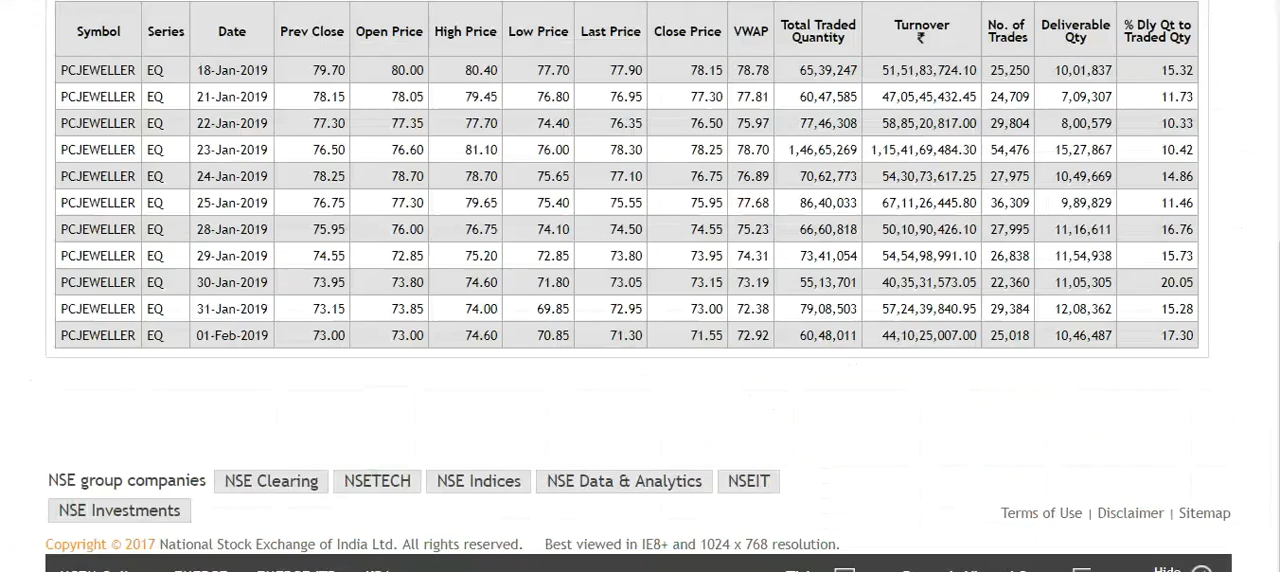 Symbol Series Date Prev Close Open Price High Price Low Price Last Price Close Price VWAP Total Traded Quantity Turnover ₹ No. of Trades Deliverable Qty % Dly Qt to Traded Qty
PCJEWELLER EQ 18-Jan-2019 79.70 80.00 80.40 77.70 77.90 78.15 78.78 65,39,247 51,51,83,724.10 25,250 10,01,837 15.32
PCJEWELLER EQ 21-Jan-2019 78.15 78.05 79.45 76.80 76.95 77.30 77.81 60,47,585 47,05,45,432.45 24,709 7,09,307 11.73
PCJEWELLER EQ 22-Jan-2019 77.30 77.35 77.70 74.40 76.35 76.50 75.97 77,46,308 58,85,20,817.00 29,804 8,00,579 10.33
PCJEWELLER EQ 23-Jan-2019 76.50 76.60 81.10 76.00 78.30 78.25 78.70 1,46,65,269 1,15,41,69,484.30 54,476 15,27,867 10.42
PCJEWELLER EQ 24-Jan-2019 78.25 78.70 78.70 75.65 77.10 76.75 76.89 70,62,773 54,30,73,617.25 27,975 10,49,669 14.86
PCJEWELLER EQ 25-Jan-2019 76.75 77.30 79.65 75.40 75.55 75.95 77.68 86,40,033 67,11,26,445.80 36,309 9,89,829 11.46
PCJEWELLER EQ 28-Jan-2019 75.95 76.00 76.75 74.10 74.50 74.55 75.23 66,60,818 50,10,90,426.10 27,995 11,16,611 16.76
PCJEWELLER EQ 29-Jan-2019 74.55 72.85 75.20 72.85 73.80 73.95 74.31 73,41,054 54,54,98,991.10 26,838 11,54,938 15.73
PCJEWELLER EQ 30-Jan-2019 73.95 73.80 74.60 71.80 73.05 73.15 73.19 55,13,701 40,35,31,573.05 22,360 11,05,305 20.05
PCJEWELLER EQ 31-Jan-2019 73.15 73.85 74.00 69.85 72.95 73.00 72.38 79,08,503 57,24,39,840.95 29,384 12,08,362 15.28
PCJEWELLER EQ 01-Feb-2019 73.00 73.00 74.60 70.85 71.30 71.55 72.92 60,48,011 44,10,25,007.00 25,018 10,46,487 17.30
NSE group companies NSE Clearing NSETECH NSE Indices NSE Data & Analytics NSEIT
NSE Investments Terms of Use | Disclaimer | Sitemap
Copyright © 2017 National Stock Exchange of India Ltd. All rights reserved. Best viewed in IE8+ and 1024 x 768 resolution.
Hide